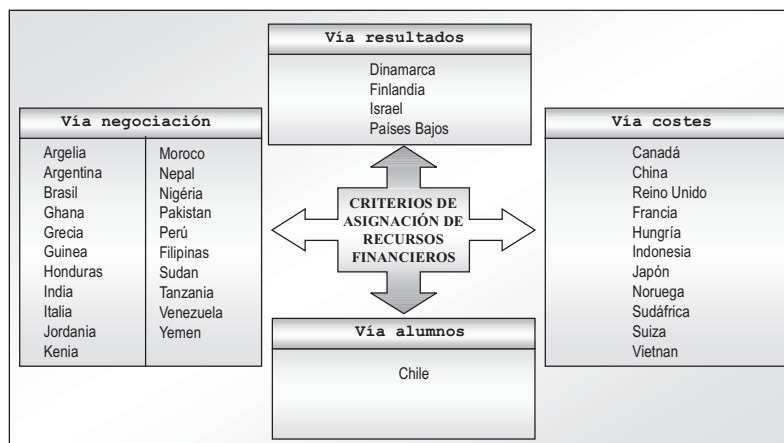 Vía resultados
Dinamarca
Finlandia
Israel
Países Bajos
Vía negociación
Argelia
Argentina
Brasil
Ghana
Grecia
Guinea
Honduras
India
Italia
Jordania
Kenia
Moroco
Nepal
Nigéria
Pakistan
Perú
Filipinas
Sudan
Tanzania
Venezuela
Yemen
CRITERIOS DE
ASIGNACIÓN DE
RECURSOS
FINANCIEROS
Vía costes
Canadá
China
Reino Unido
Francia
Hungría
Indonesia
Japón
Noruega
Sudáfrica
Suiza
Vietnan
Vía alumnos
Chile